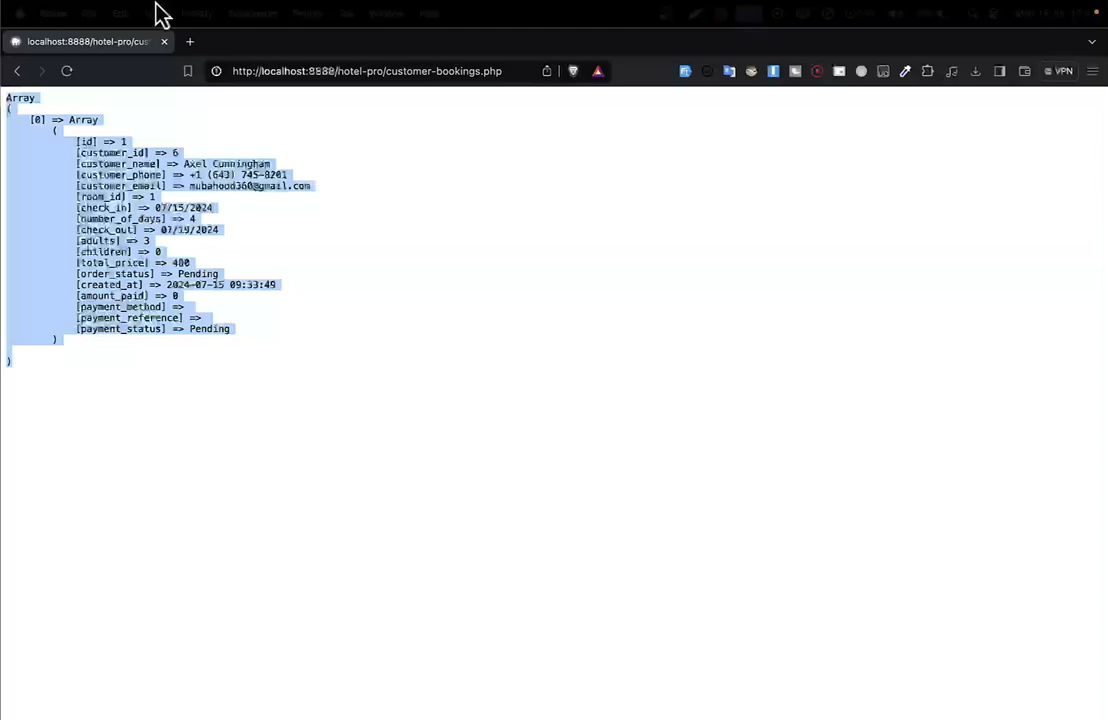 localhost:8888/hotel-pro/cus
http://localhost:8888/hotel-pro/customer-bookings.php
VPN
Array
(
[0] => Array
(
[id] => 1
[customer_id] => 6
[customer_name] => Axel Cunningham
[customer_phone] => +1 (643) 745-8201
[customer_email] => mubahood360@gmail.com
[room_id] => 1
[check_in] => 07/15/2024
[number_of_days] => 4
[check_out] => 07/19/2024
[adults] => 3
[children] => 0
[total_price] => 400
[order_status] => Pending
[created_at] => 2024-07-15 09:33:49
[amount_paid] => 0
[payment_method] =>
[payment_reference] =>
[payment_status] => Pending
)
)